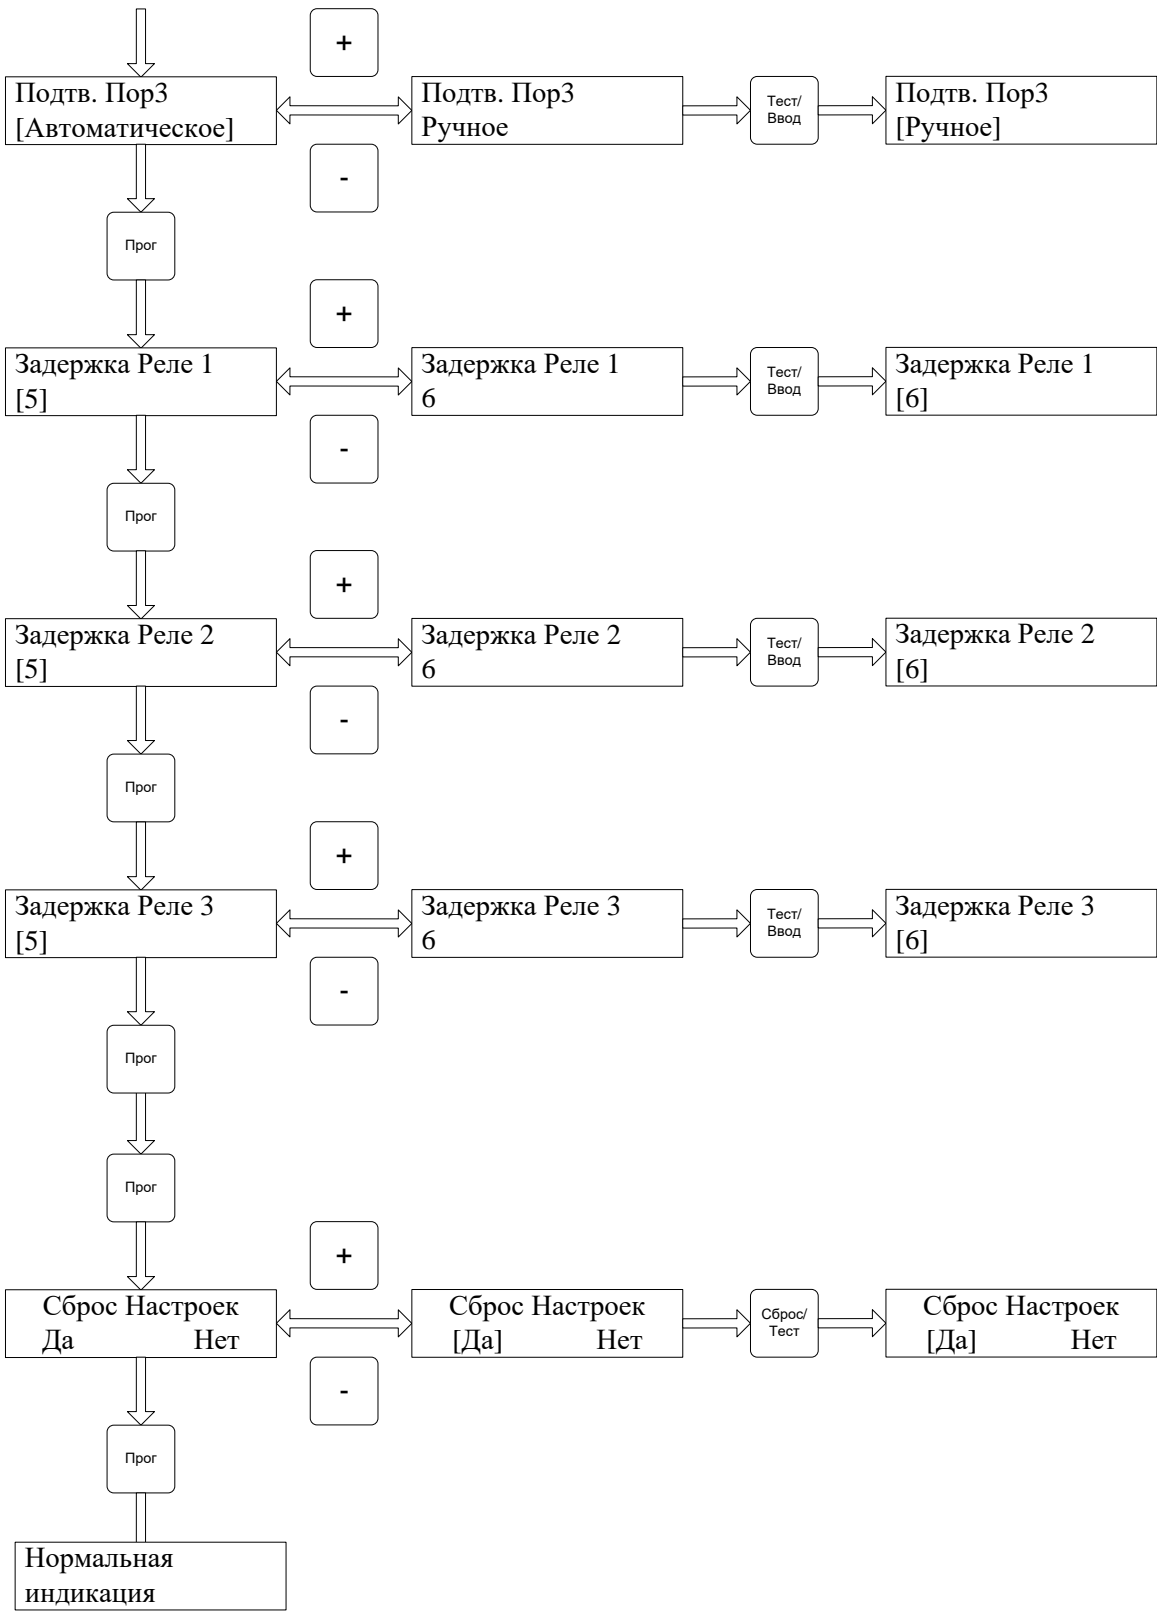 +
Подтв. Пор3
[Автоматическое]
Подтв. Пор3
Ручное
Тест/
Ввод
Подтв. Пор3
[Ручное]
-
Прог
+
Задержка Реле 1
[5]
Задержка Реле 1
6
Тест/
Ввод
Задержка Реле 1
[6]
-
Прог
+
Задержка Реле 2
[5]
Задержка Реле 2
6
Тест/
Ввод
Задержка Реле 2
[6]
-
Прог
+
Задержка Реле 3
[5]
Задержка Реле 3
6
Тест/
Ввод
Задержка Реле 3
[6]
-
Прог
Прог
+
Сброс Настроек
Да Нет
Сброс Настроек
[Да] Нет
Сброс/
Тест
Сброс Настроек
[Да] Нет
-
Прог
Нормальная
индикация